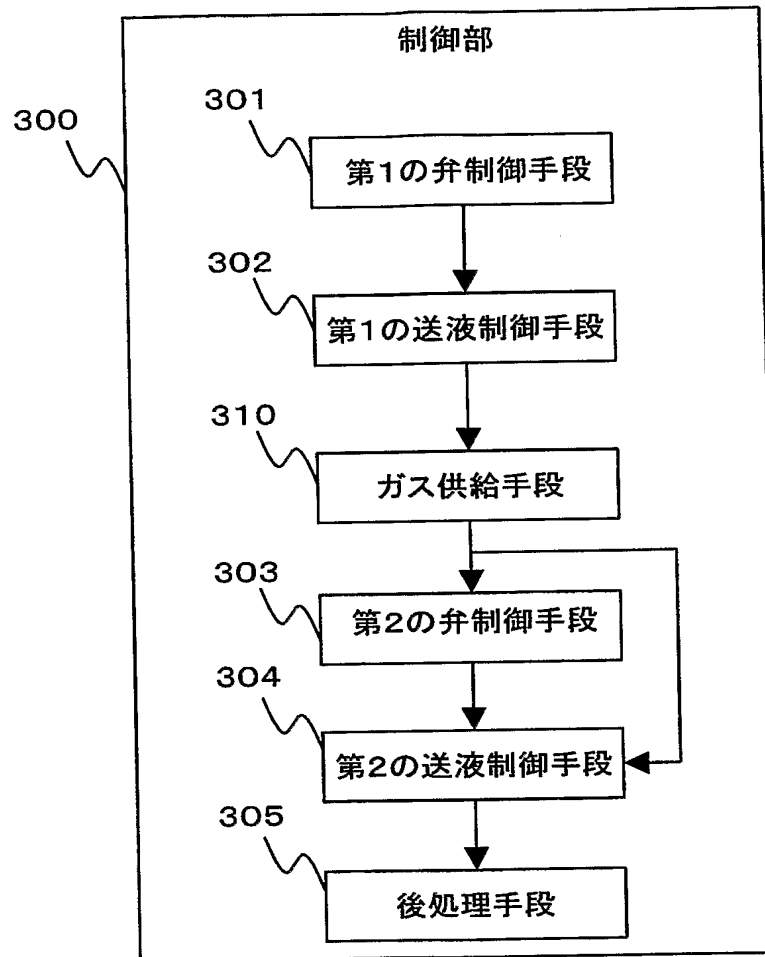 制御部
300
301
第1の弁制御手段
302
第1の送液制御手段
310
ガス供給手段
303
第2の弁制御手段
304
第2の送液制御手段
305
後処理手段